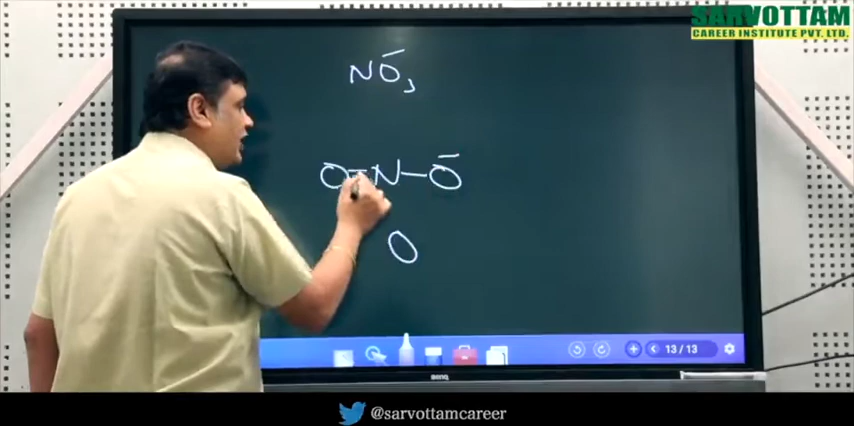 SARVOTTAM
CAREER INSTITUTE PVT. LTD.
NO₃⁻
O=N—O⁻
O
13 / 13
BenQ
@sarvottamcareer